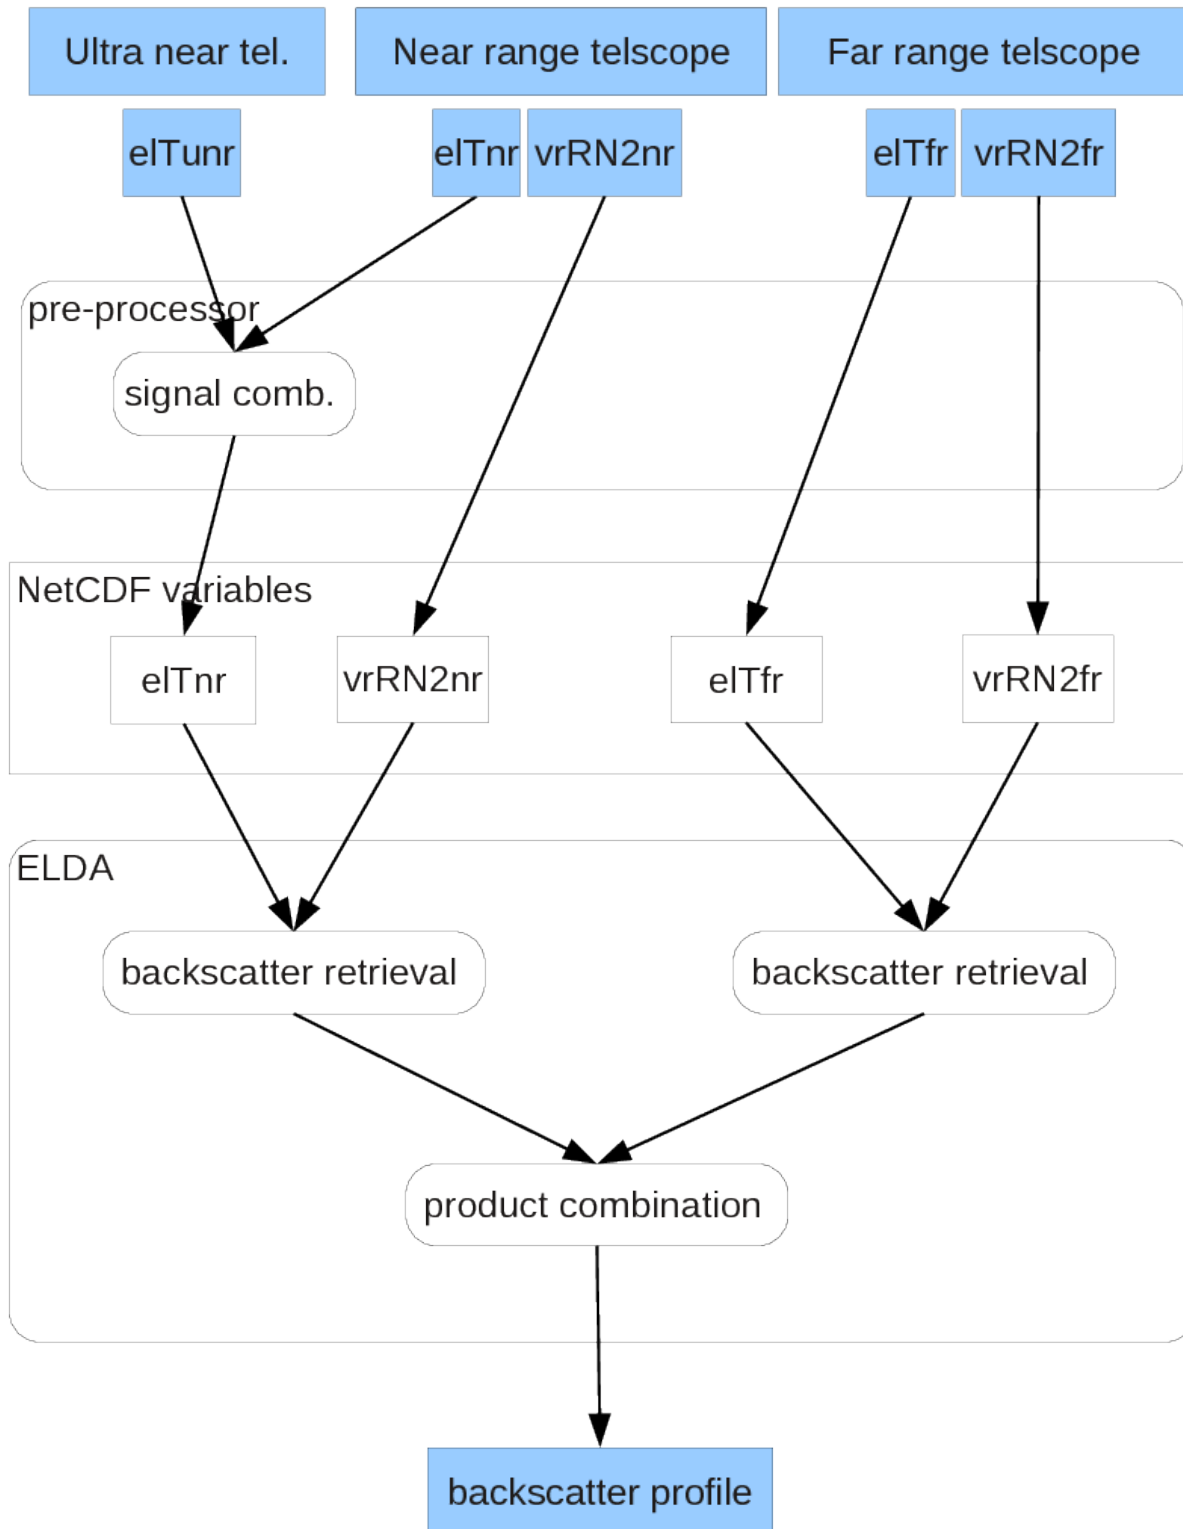 Ultra near tel.
Near range telscope
Far range telscope
elTunr
elTnr
vrRN2nr
elTfr
vrRN2fr
pre-processor
signal comb.
NetCDF variables
elTnr
vrRN2nr
elTfr
vrRN2fr
ELDA
backscatter retrieval
backscatter retrieval
product combination
backscatter profile